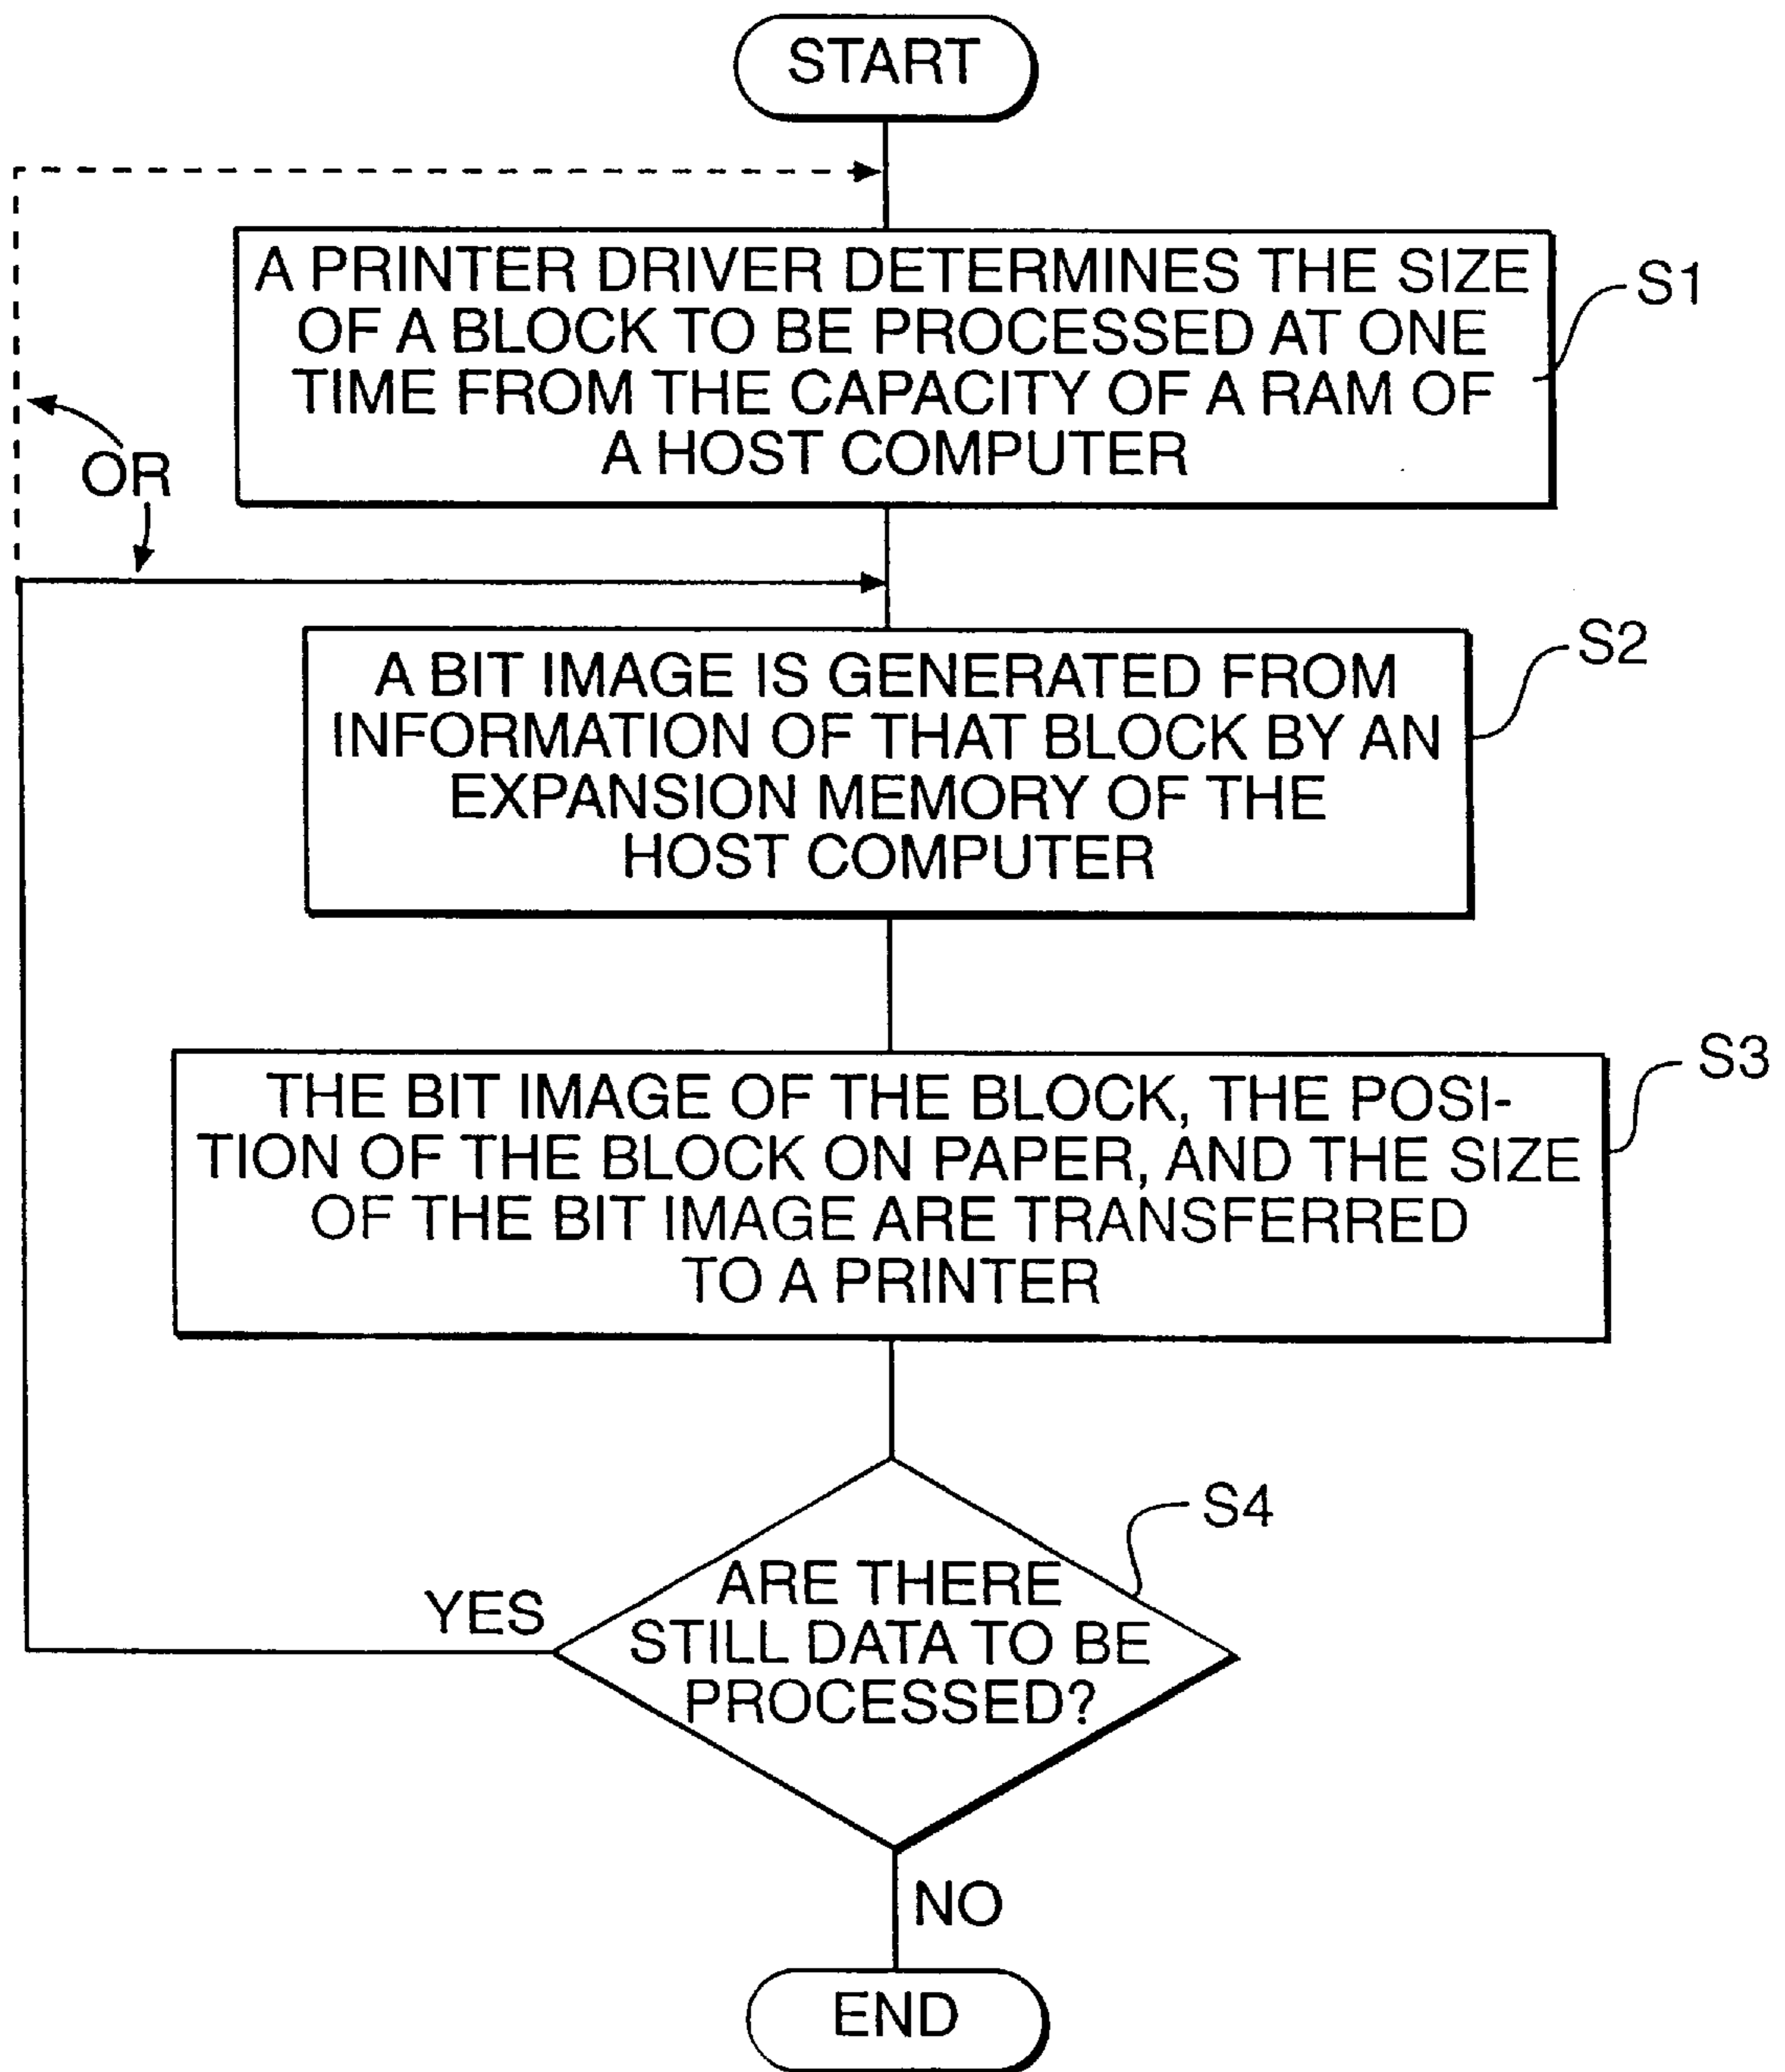 START
A PRINTER DRIVER DETERMINES THE SIZE
OF A BLOCK TO BE PROCESSED AT ONE
TIME FROM THE CAPACITY OF A RAM OF
A HOST COMPUTER
S1
OR
A BIT IMAGE IS GENERATED FROM
INFORMATION OF THAT BLOCK BY AN
EXPANSION MEMORY OF THE
HOST COMPUTER
S2
THE BIT IMAGE OF THE BLOCK, THE POSI-
TION OF THE BLOCK ON PAPER, AND THE SIZE
OF THE BIT IMAGE ARE TRANSFERRED
TO A PRINTER
S3
S4
ARE THERE
STILL DATA TO BE
PROCESSED?
YES
NO
END